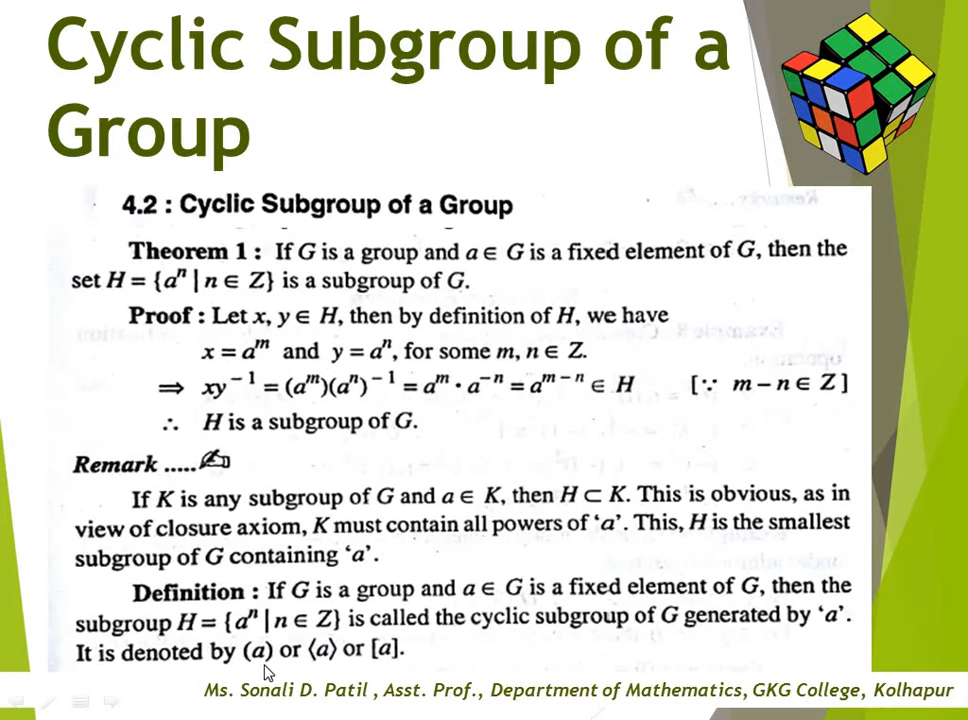 Cyclic Subgroup of a
Group
4.2 : Cyclic Subgroup of a Group
Theorem 1 : If G is a group and a ∈ G is a fixed element of G, then the
set H = {aⁿ | n ∈ Z} is a subgroup of G.
Proof : Let x, y ∈ H, then by definition of H, we have
x = aᵐ and y = aⁿ, for some m, n ∈ Z.
⇒ xy⁻¹ = (aᵐ)(aⁿ)⁻¹ = aᵐ · a⁻ⁿ = aᵐ⁻ⁿ ∈ H [∵ m – n ∈ Z]
∴ H is a subgroup of G.
Remark .....✍
If K is any subgroup of G and a ∈ K, then H ⊂ K. This is obvious, as in
view of closure axiom, K must contain all powers of ‘a’. This, H is the smallest
subgroup of G containing ‘a’.
Definition : If G is a group and a ∈ G is a fixed element of G, then the
subgroup H = {aⁿ | n ∈ Z} is called the cyclic subgroup of G generated by ‘a’.
It is denoted by (a) or ⟨a⟩ or [a].
Ms. Sonali D. Patil , Asst. Prof., Department of Mathematics, GKG College, Kolhapur